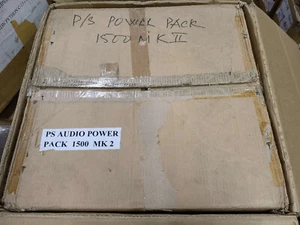 P/S POWER PACK
1500 MK II
PS AUDIO POWER
PACK 1500 MK 2